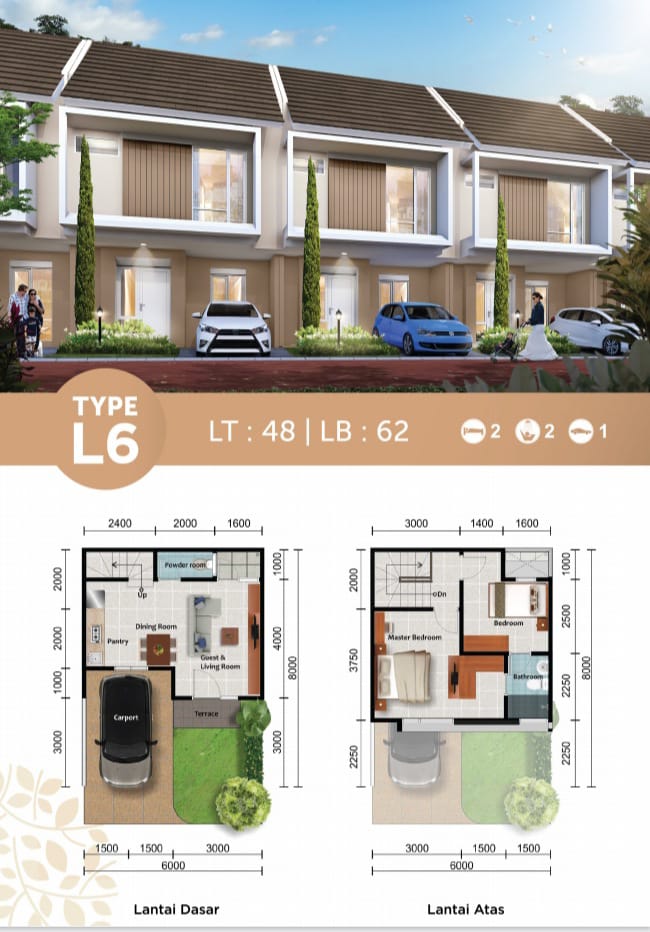 TYPE
L6
LT : 48 | LB : 62
2 2 1
2400 2000 1600
2000
2000
1000
3000
Powder room
Up
Dining Room
Pantry
Guest &
Living Room
Carport
Terrace
1000
4000
3000
8000
1500 1500 3000
6000
Lantai Dasar
3000 1400 1600
2000
3750
2250
Dn
Bedroom
Master Bedroom
Bathroom
1000
2500
2250
2250
8000
3000 1500 1500
6000
Lantai Atas